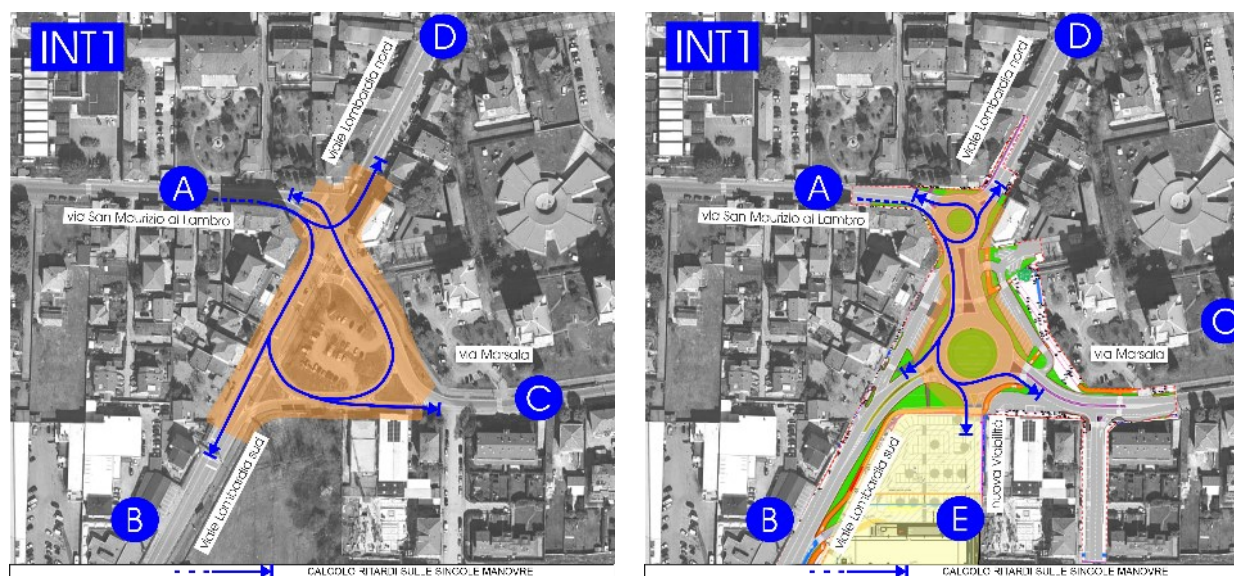 INT1
D
viale Lombardia nord
A
via San Maurizio al Lambro
via Marsala
C
B
viale Lombardia sud
CALCOLO RITARDI SULLE SINGOLE MANOVRE
INT1
D
viale Lombardia nord
A
via San Maurizio al Lambro
C
via Marsala
B
viale Lombardia sud
E
nuova Viabilità
CALCOLO RITARDI SULLE SINGOLE MANOVRE